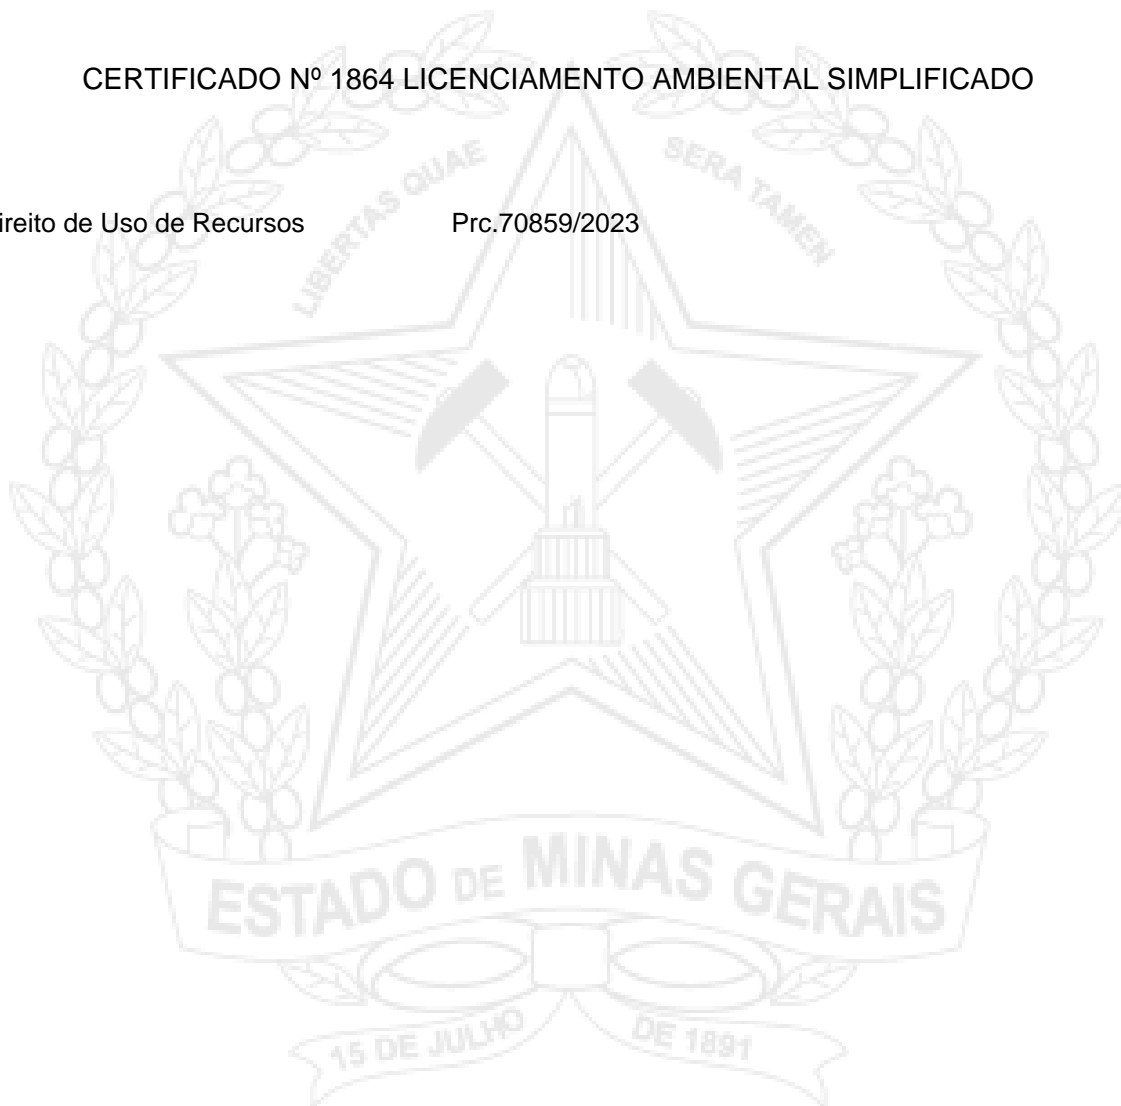 CERTIFICADO Nº 1864 LICENCIAMENTO AMBIENTAL SIMPLIFICADO
LIBERTAS QUAE SERA TAMEN
ireito de Uso de Recursos Prc.70859/2023
ESTADO DE MINAS GERAIS
15 DE JULHO DE 1891